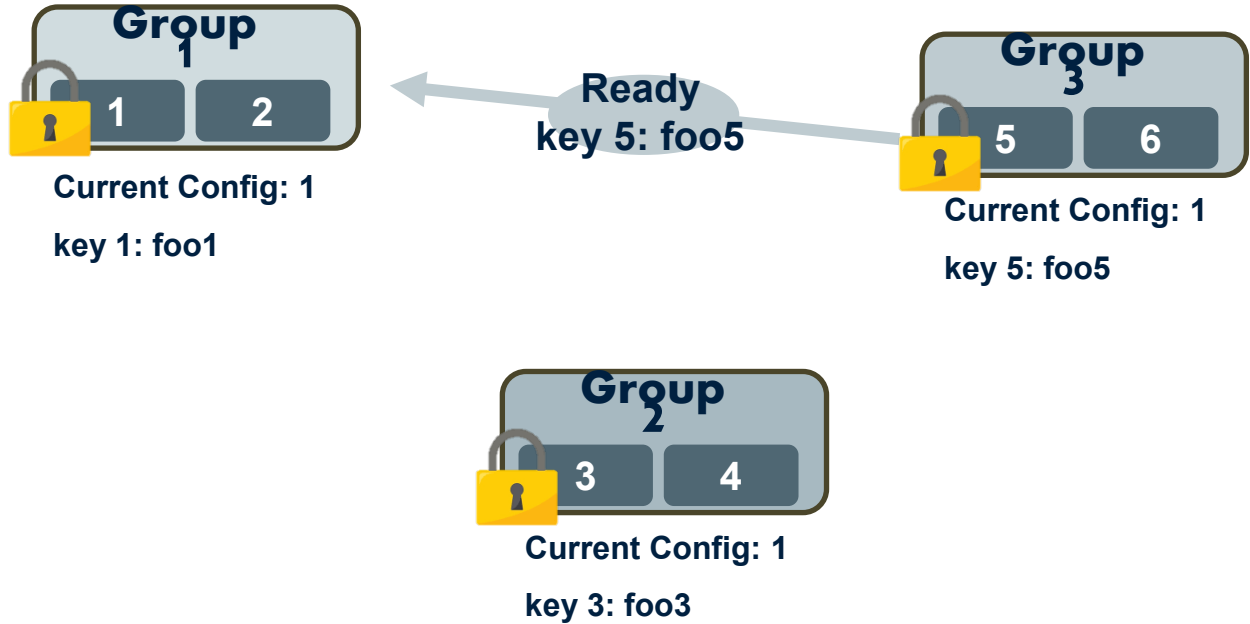 Group
1
1 2
Current Config: 1
key 1: foo1
Ready
key 5: foo5
Group
3
5 6
Current Config: 1
key 5: foo5
Group
2
3 4
Current Config: 1
key 3: foo3